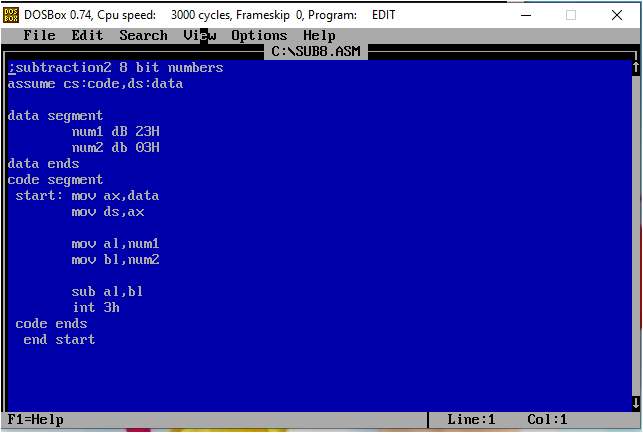 DOS BOX DOSBox 0.74, Cpu speed: 3000 cycles, Frameskip 0, Program: EDIT
File Edit Search View Options Help
C:\SUB8.ASM
;subtraction2 8 bit numbers
assume cs:code,ds:data
data segment
num1 dB 23H
num2 db 03H
data ends
code segment
start: mov ax,data
mov ds,ax
mov al,num1
mov bl,num2
sub al,bl
int 3h
code ends
end start
F1=Help Line:1 Col:1